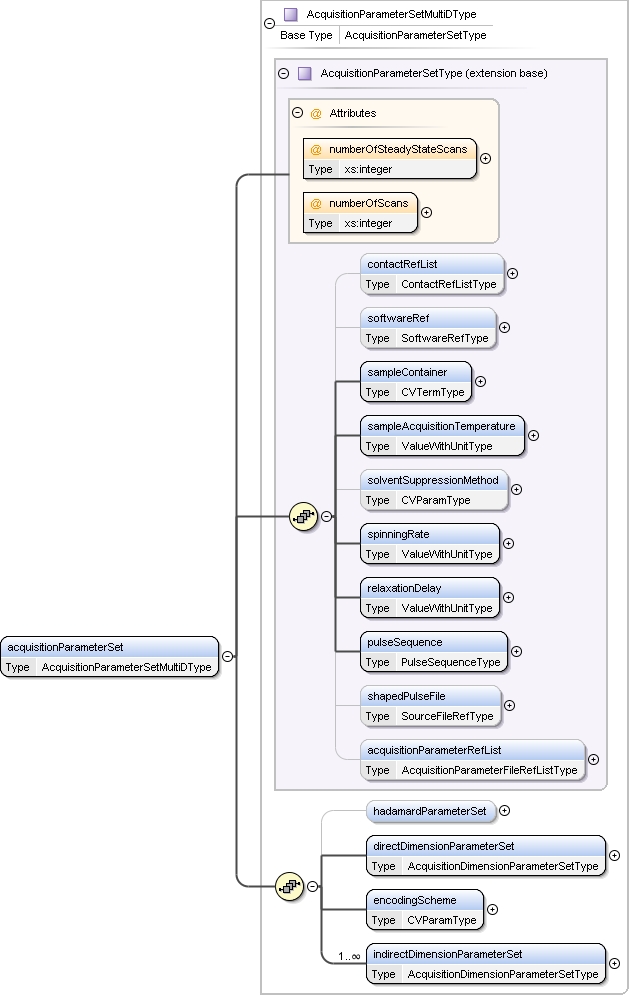 AcquisitionParameterSetMultiDType
Base Type AcquisitionParameterSetType
AcquisitionParameterSetType (extension base)
@ Attributes
@ numberOfSteadyStateScans
Type xs:integer
@ numberOfScans
Type xs:integer
contactRefList
Type ContactRefListType
softwareRef
Type SoftwareRefType
sampleContainer
Type CVTermType
sampleAcquisitionTemperature
Type ValueWithUnitType
solventSuppressionMethod
Type CVParamType
spinningRate
Type ValueWithUnitType
relaxationDelay
Type ValueWithUnitType
pulseSequence
Type PulseSequenceType
shapedPulseFile
Type SourceFileRefType
acquisitionParameterRefList
Type AcquisitionParameterFileRefListType
acquisitionParameterSet
Type AcquisitionParameterSetMultiDType
hadamardParameterSet
directDimensionParameterSet
Type AcquisitionDimensionParameterSetType
encodingScheme
Type CVParamType
1..∞
indirectDimensionParameterSet
Type AcquisitionDimensionParameterSetType